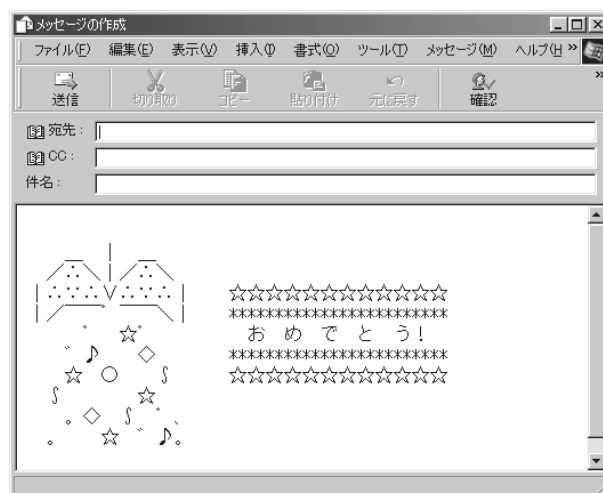 メッセージの作成
ファイル(F) 編集(E) 表示(V) 挿入(I) 書式(O) ツール(T) メッセージ(M) ヘルプ(H »
送信 切り取り コピー 貼り付け 元に戻す 確認 »
宛先:
CC:
件名:
☆☆☆☆☆☆☆☆☆☆☆☆
************************
お め で と う!
************************
☆☆☆☆☆☆☆☆☆☆☆☆